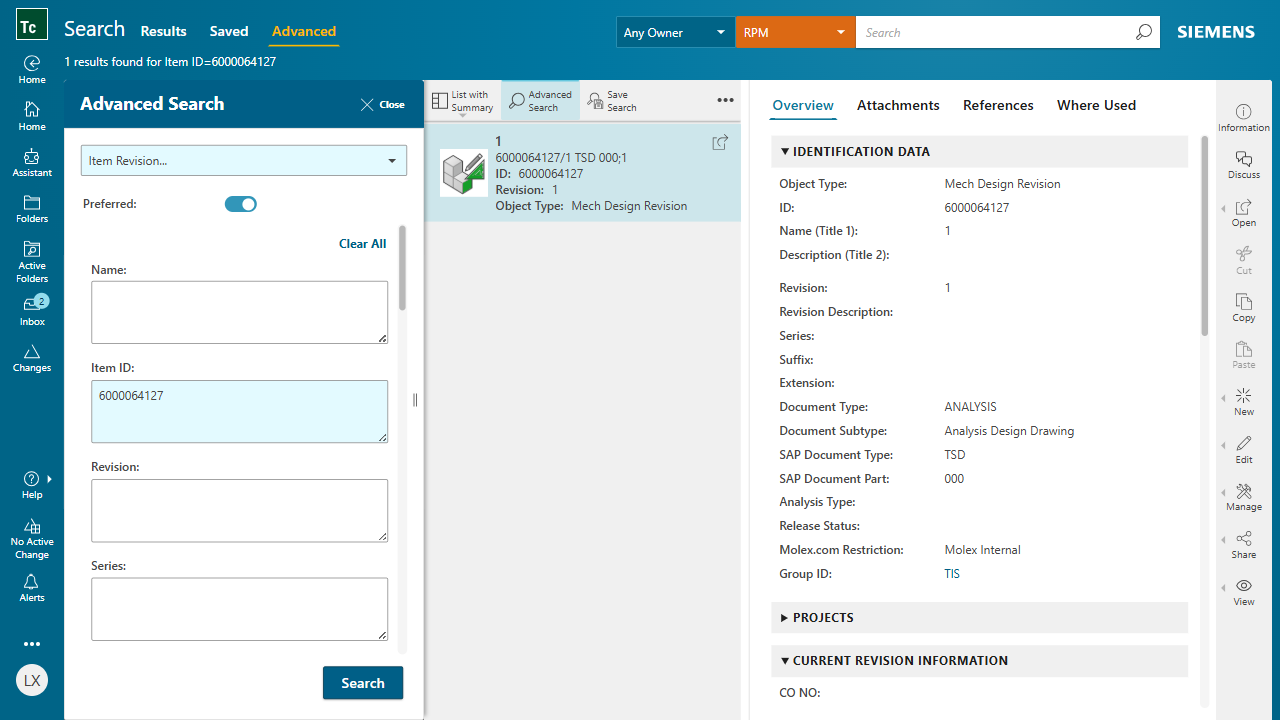 Tc
Search
Results
Saved
Advanced
Any Owner
RPM
Search
SIEMENS
1 results found for Item ID=6000064127
Home
Home
Assistant
Folders
Active
Folders
2
Inbox
Changes
Help
No Active
Change
Alerts
LX
Advanced Search
Close
Item Revision...
Preferred:
Clear All
Name:
Item ID:
6000064127
Revision:
Series:
Search
List with
Summary
Advanced
Search
Save
Search
1
6000064127/1 TSD 000;1
ID: 6000064127
Revision: 1
Object Type: Mech Design Revision
Overview
Attachments
References
Where Used
IDENTIFICATION DATA
Object Type: Mech Design Revision
ID: 6000064127
Name (Title 1): 1
Description (Title 2):
Revision: 1
Revision Description:
Series:
Suffix:
Extension:
Document Type: ANALYSIS
Document Subtype: Analysis Design Drawing
SAP Document Type: TSD
SAP Document Part: 000
Analysis Type:
Release Status:
Molex.com Restriction: Molex Internal
Group ID: TIS
PROJECTS
CURRENT REVISION INFORMATION
CO NO:
Information
Discuss
Open
Cut
Copy
Paste
New
Edit
Manage
Share
View